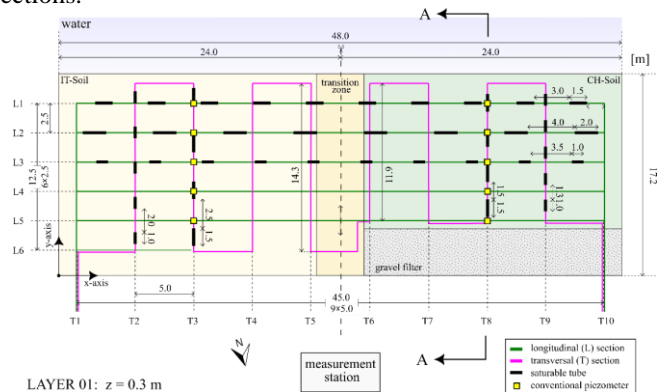 ections.
A
water
48.0
24.0
24.0
[m]
IT-Soil
transition
zone
CH-Soil
L1
3.0
1.5
2.5
L2
4.0
2.0
L3
3.5
1.0
12.5
6×2.5
14.3
11.9
17.2
L4
2.0
1.0
2.5
1.5
1.5
1.5
1.3
1.0
L5
y-axis
L6
gravel filter
x-axis
5.0
45.0
9×5.0
T1
T2
T3
T4
T5
T6
T7
T8
T9
T10
N
measurement
station
A
longitudinal (L) section
transversal (T) section
saturable tube
conventional piezometer
LAYER 01: z = 0.3 m